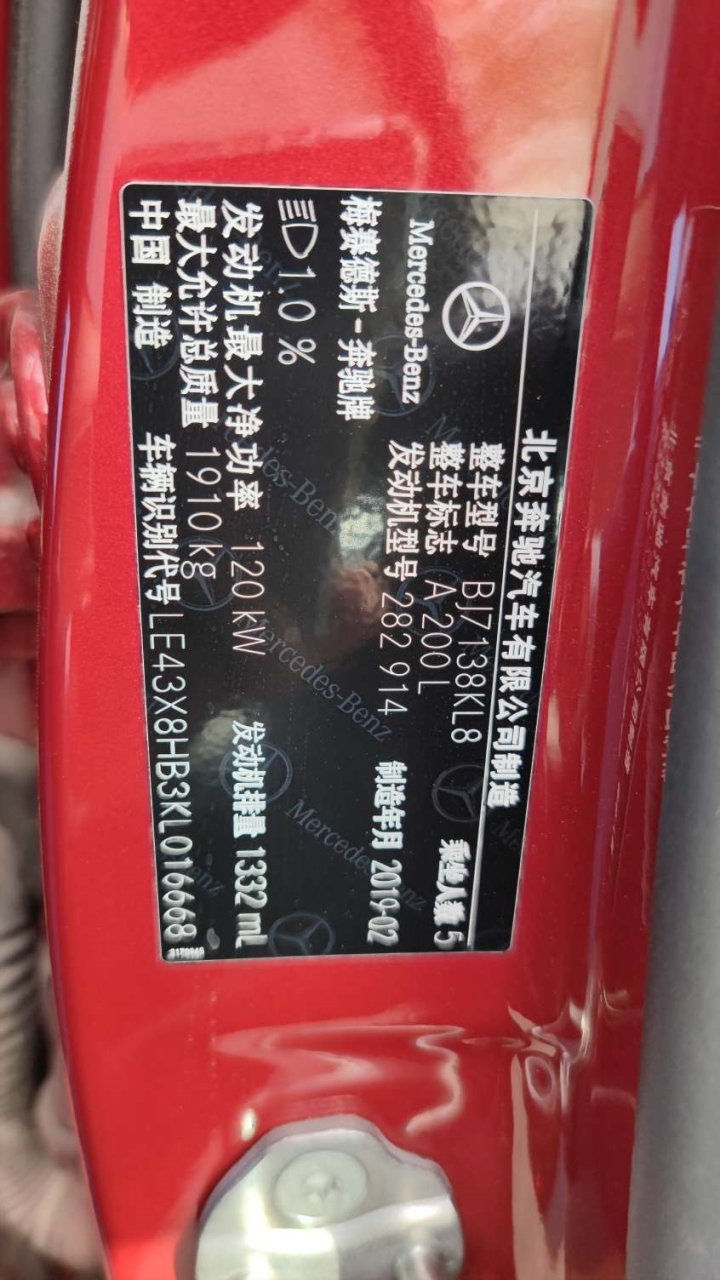 北京奔驰汽车有限公司制造
Mercedes-Benz
梅赛德斯-奔驰牌
整车型号 BJ7138KL8
乘坐人数 5
整车标志 A 200 L
发动机型号 282 914
制造年月 2019-02
1.0 %
发动机最大净功率 120 kW
发动机排量 1332 mL
最大允许总质量 1910 kg
中国 制造
车辆识别代号 LE43X8HB3KL016668